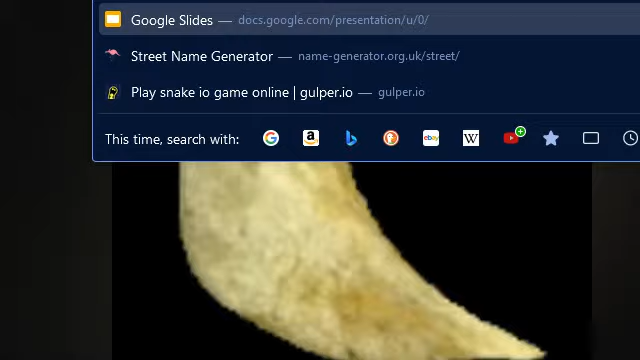 Google Slides — docs.google.com/presentation/u/0/
Street Name Generator — name-generator.org.uk/street/
Play snake io game online | gulper.io — gulper.io
This time, search with: G a b ebay W